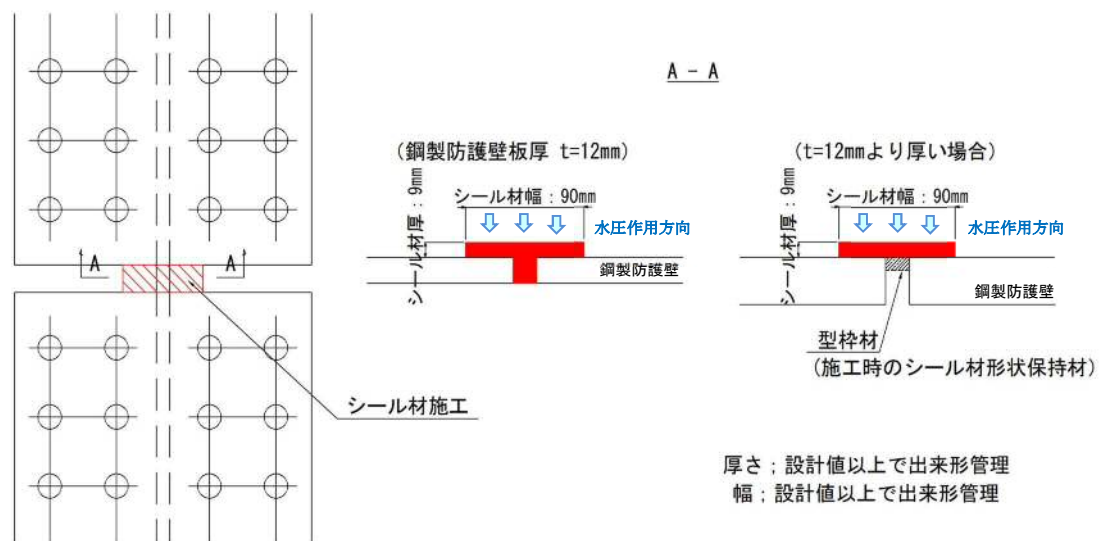 A - A
(鋼製防護壁板厚 t=12mm)
シール材幅：90mm
シール材厚：9mm
水圧作用方向
鋼製防護壁
(t=12mmより厚い場合)
シール材幅：90mm
シール材厚：9mm
水圧作用方向
鋼製防護壁
型枠材
(施工時のシール材形状保持材)
A
A
シール材施工
厚さ；設計値以上で出来形管理
幅；設計値以上で出来形管理